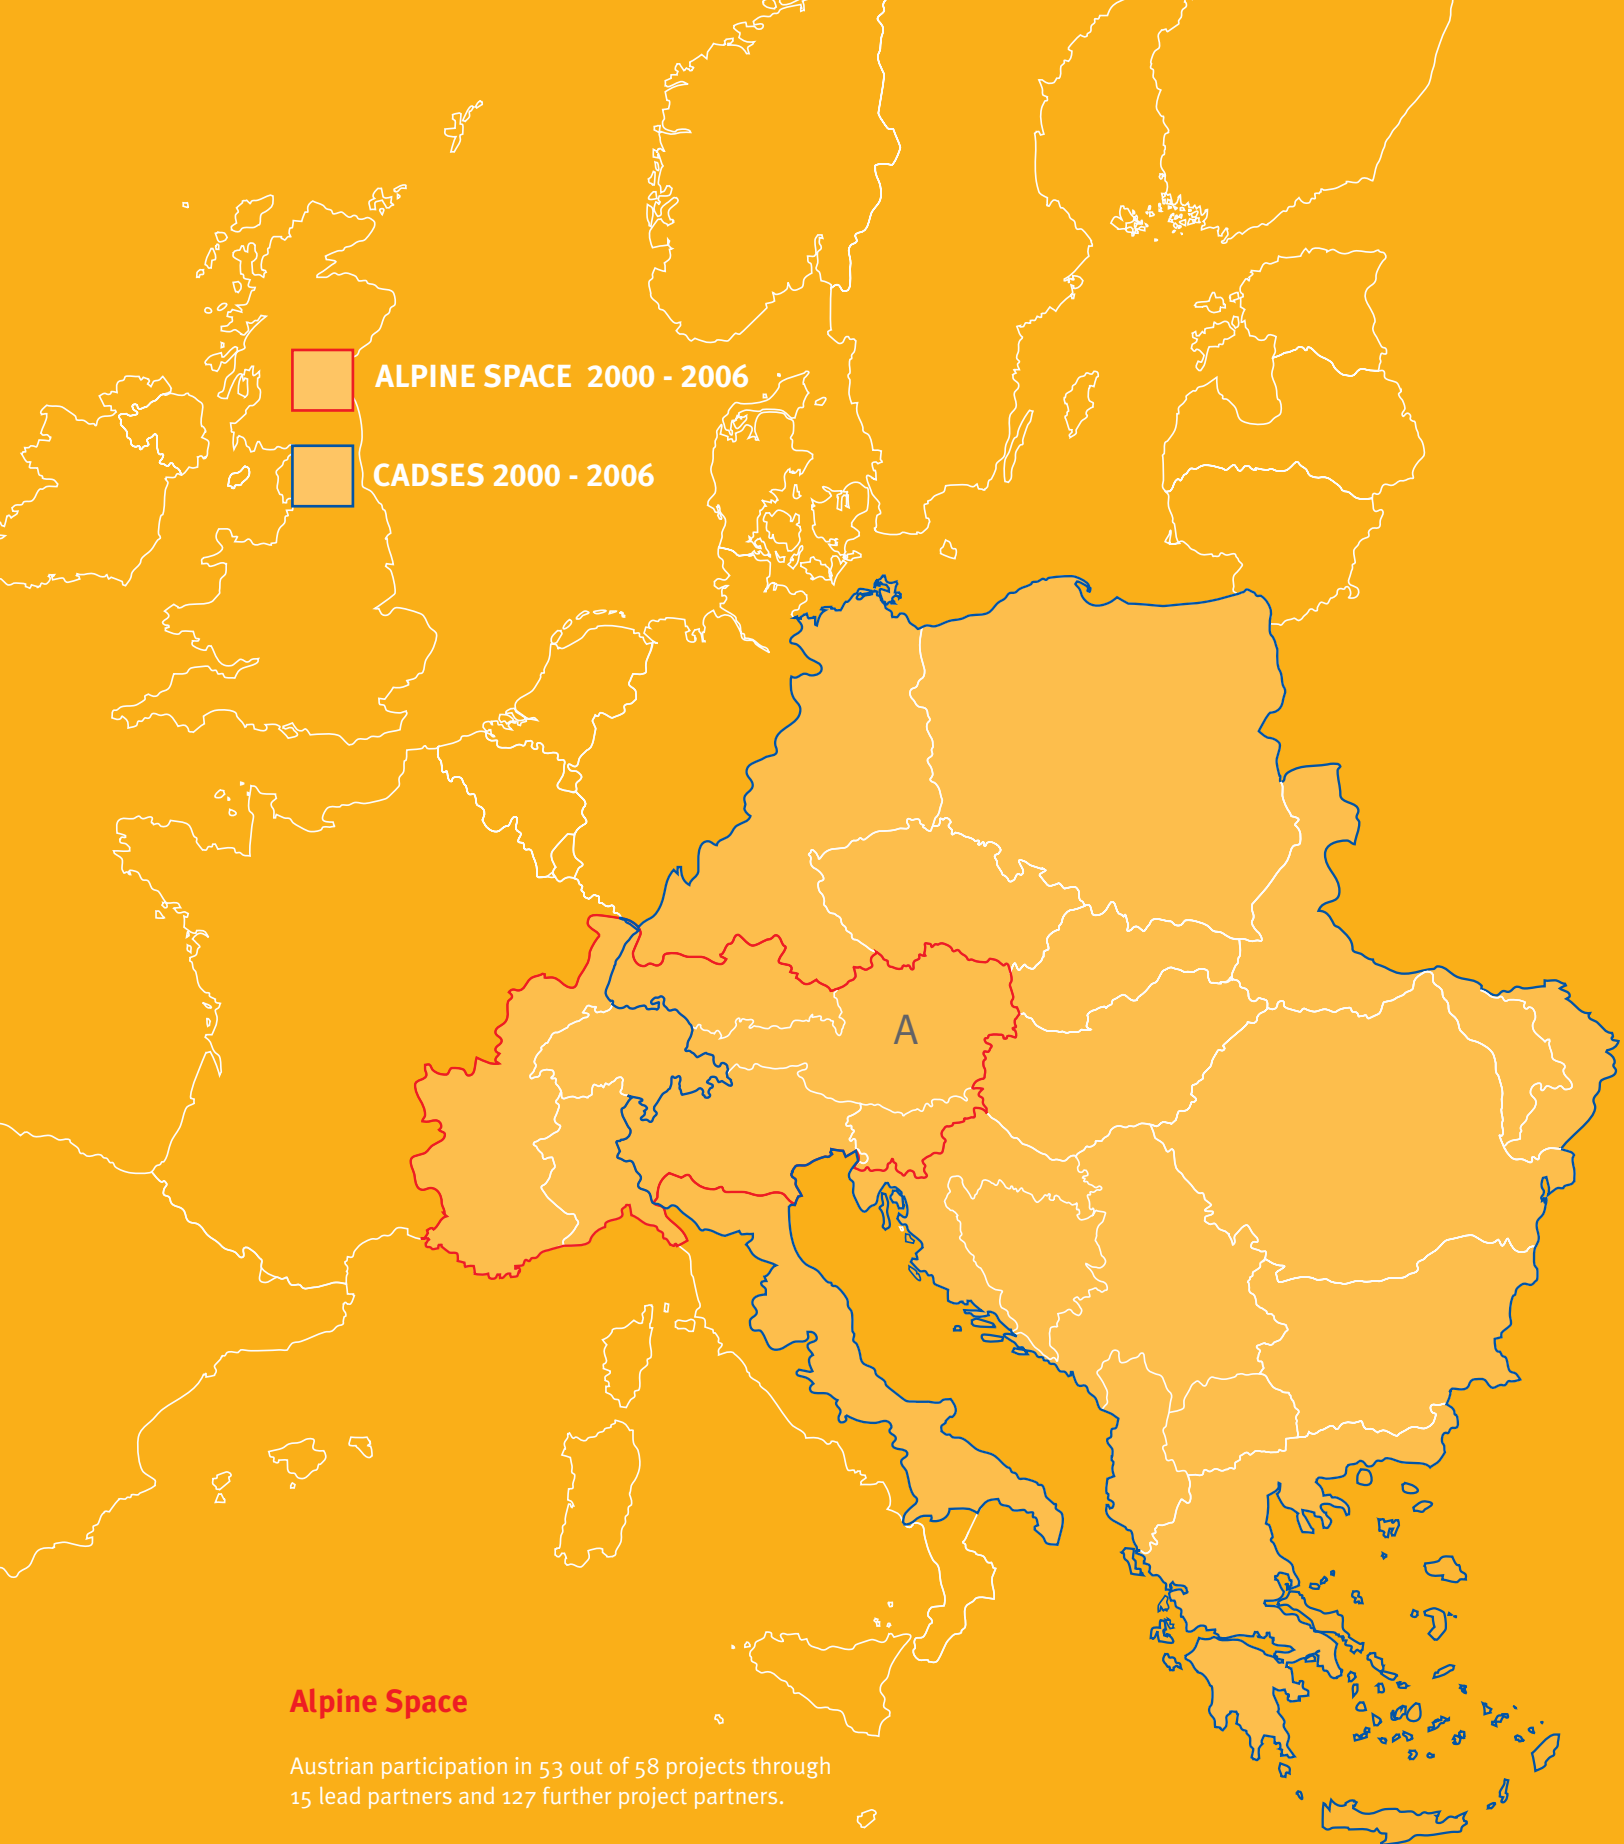 ALPINE SPACE 2000 - 2006
CADSES 2000 - 2006
A
Alpine Space
Austrian participation in 53 out of 58 projects through
15 lead partners and 127 further project partners.